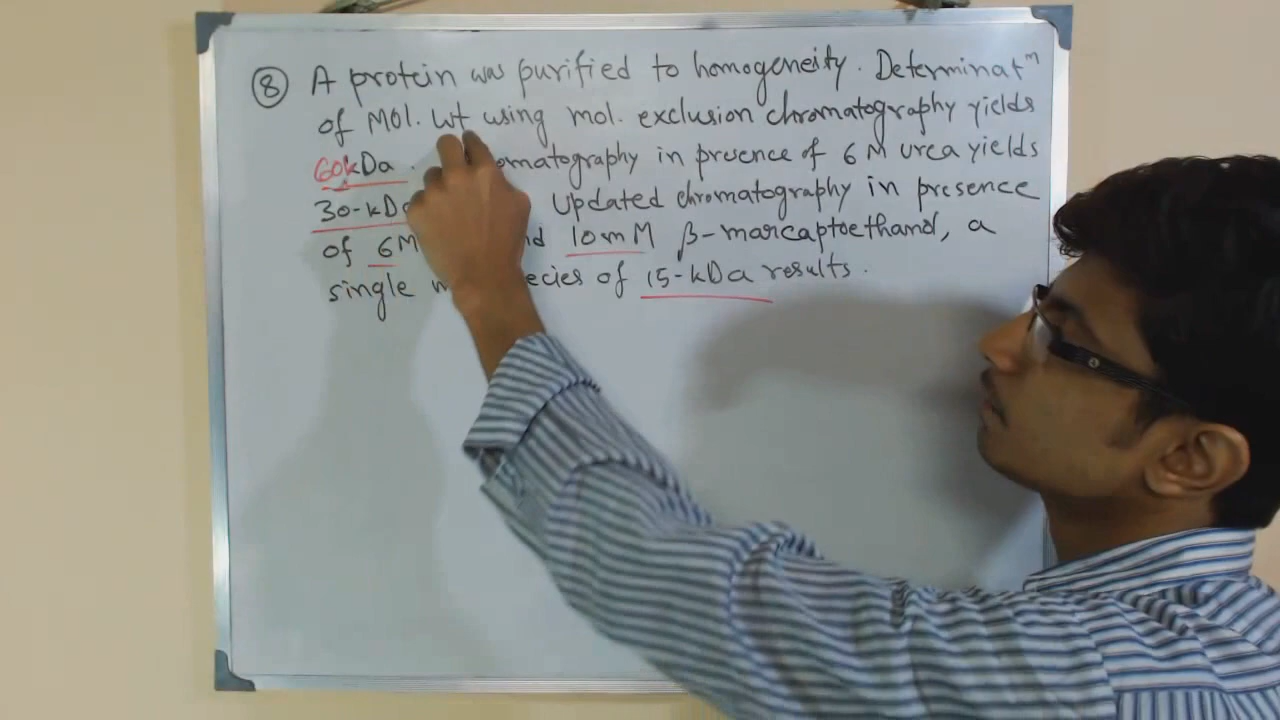 ⑧ A protein was purified to homogeneity. Determinatⁿ
of Mol. wt using mol. exclusion chromatography yields
60kDa. omatography in presence of 6 M urea yields
30-kDa Updated chromatography in presence
of 6M nd 10mM β-marcaptoethanol, a
single ecies of 15-kDa results.